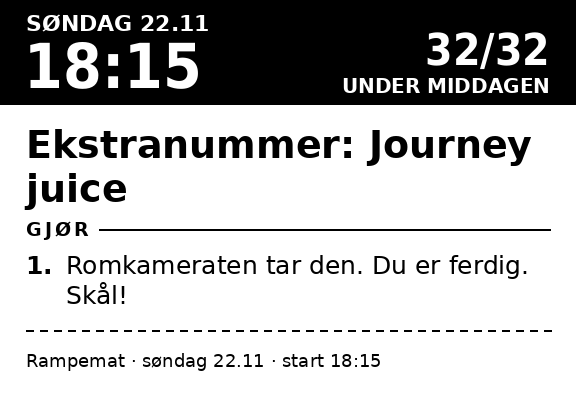 SØNDAG 22.11
18:15
32/32
UNDER MIDDAGEN
Ekstranummer: Journey
juice
GJØR
1. Romkameraten tar den. Du er ferdig.
Skål!
Rampemat · søndag 22.11 · start 18:15